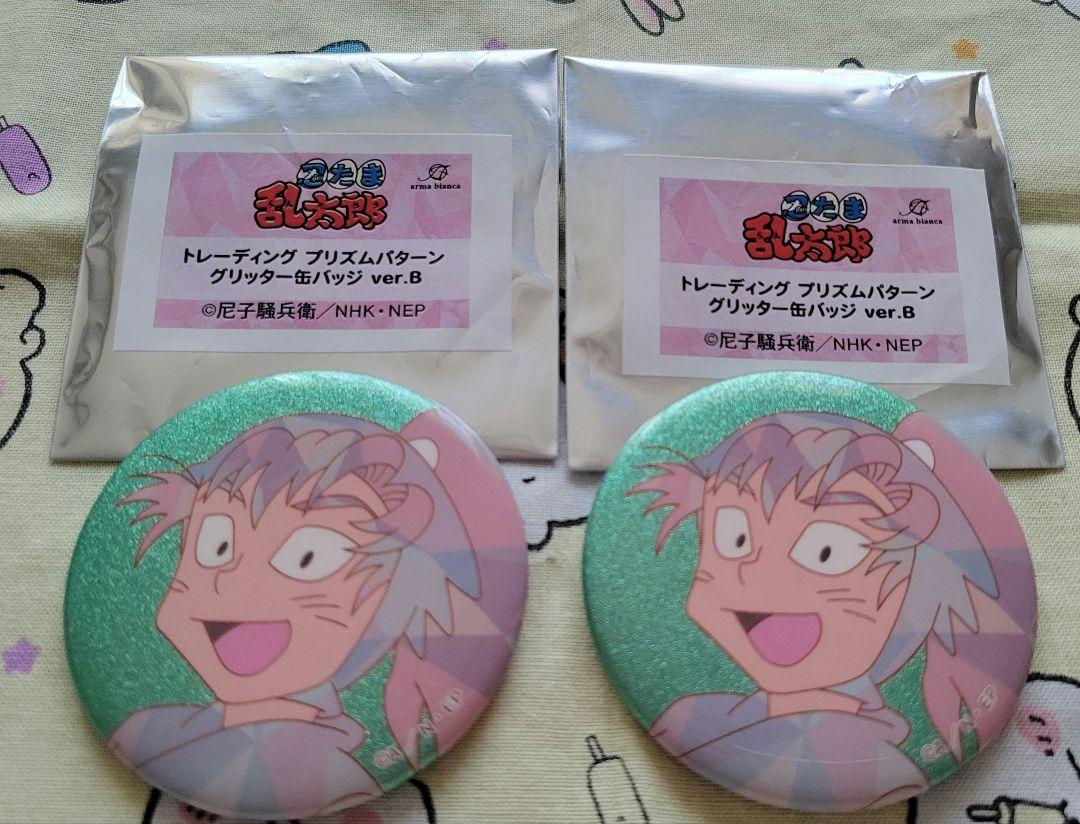 忍たま
乱太郎
arma bianca
トレーディング プリズムパターン
グリッター缶バッジ ver.B
©尼子騒兵衛／NHK・NEP
忍たま
乱太郎
arma bianca
トレーディング プリズムパターン
グリッター缶バッジ ver.B
©尼子騒兵衛／NHK・NEP